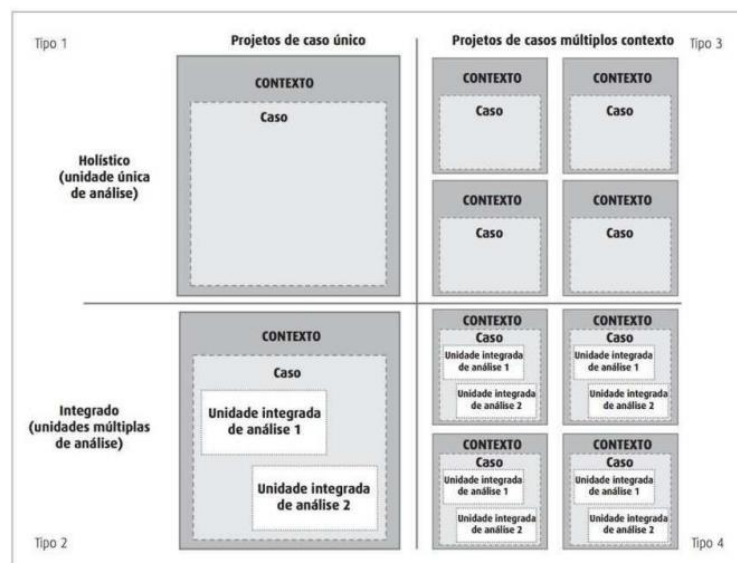 Tipo 1
Projetos de caso único
Projetos de casos múltiplos contexto
Tipo 3
Holístico
(unidade única
de análise)
CONTEXTO
Caso
CONTEXTO
Caso
CONTEXTO
Caso
CONTEXTO
Caso
CONTEXTO
Caso
Integrado
(unidades múltiplas
de análise)
CONTEXTO
Caso
Unidade integrada
de análise 1
Unidade integrada
de análise 2
CONTEXTO
Caso
Unidade integrada
de análise 1
Unidade integrada
de análise 2
CONTEXTO
Caso
Unidade integrada
de análise 1
Unidade integrada
de análise 2
CONTEXTO
Caso
Unidade integrada
de análise 1
Unidade integrada
de análise 2
CONTEXTO
Caso
Unidade integrada
de análise 1
Unidade integrada
de análise 2
Tipo 2
Tipo 4